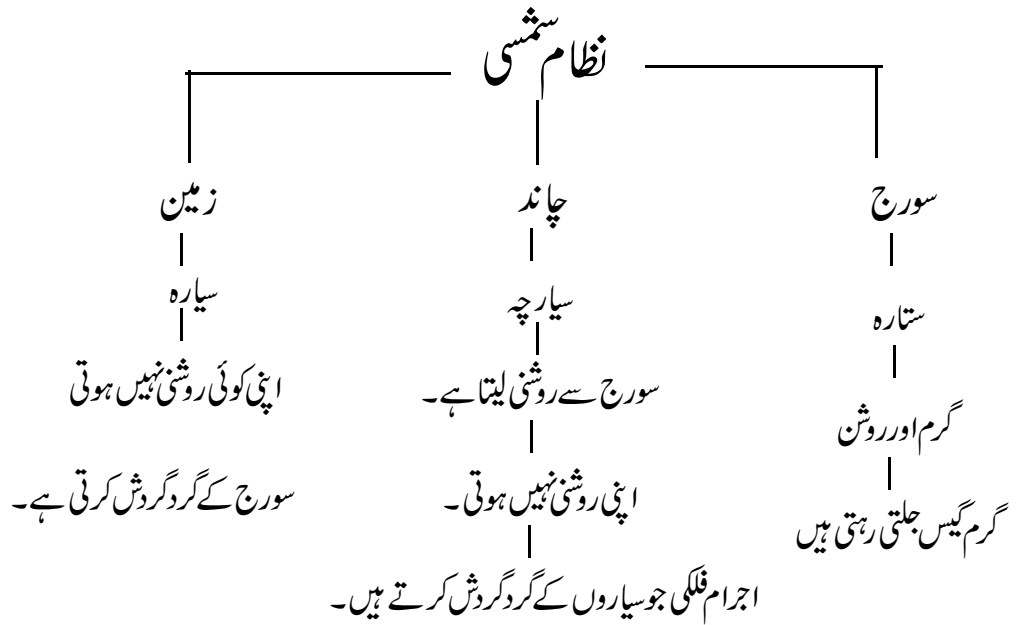 نظام شمسی
سورج
چاند
زمین
ستارہ
سیارچہ
سیارہ
گرم اور روشن
سورج سے روشنی لیتا ہے۔
اپنی کوئی روشنی نہیں ہوتی
گرم گیس جلتی رہتی ہیں
اپنی روشنی نہیں ہوتی۔
سورج کے گرد گردش کرتی ہے۔
اجرام فلکی جو سیاروں کے گرد گردش کرتے ہیں۔